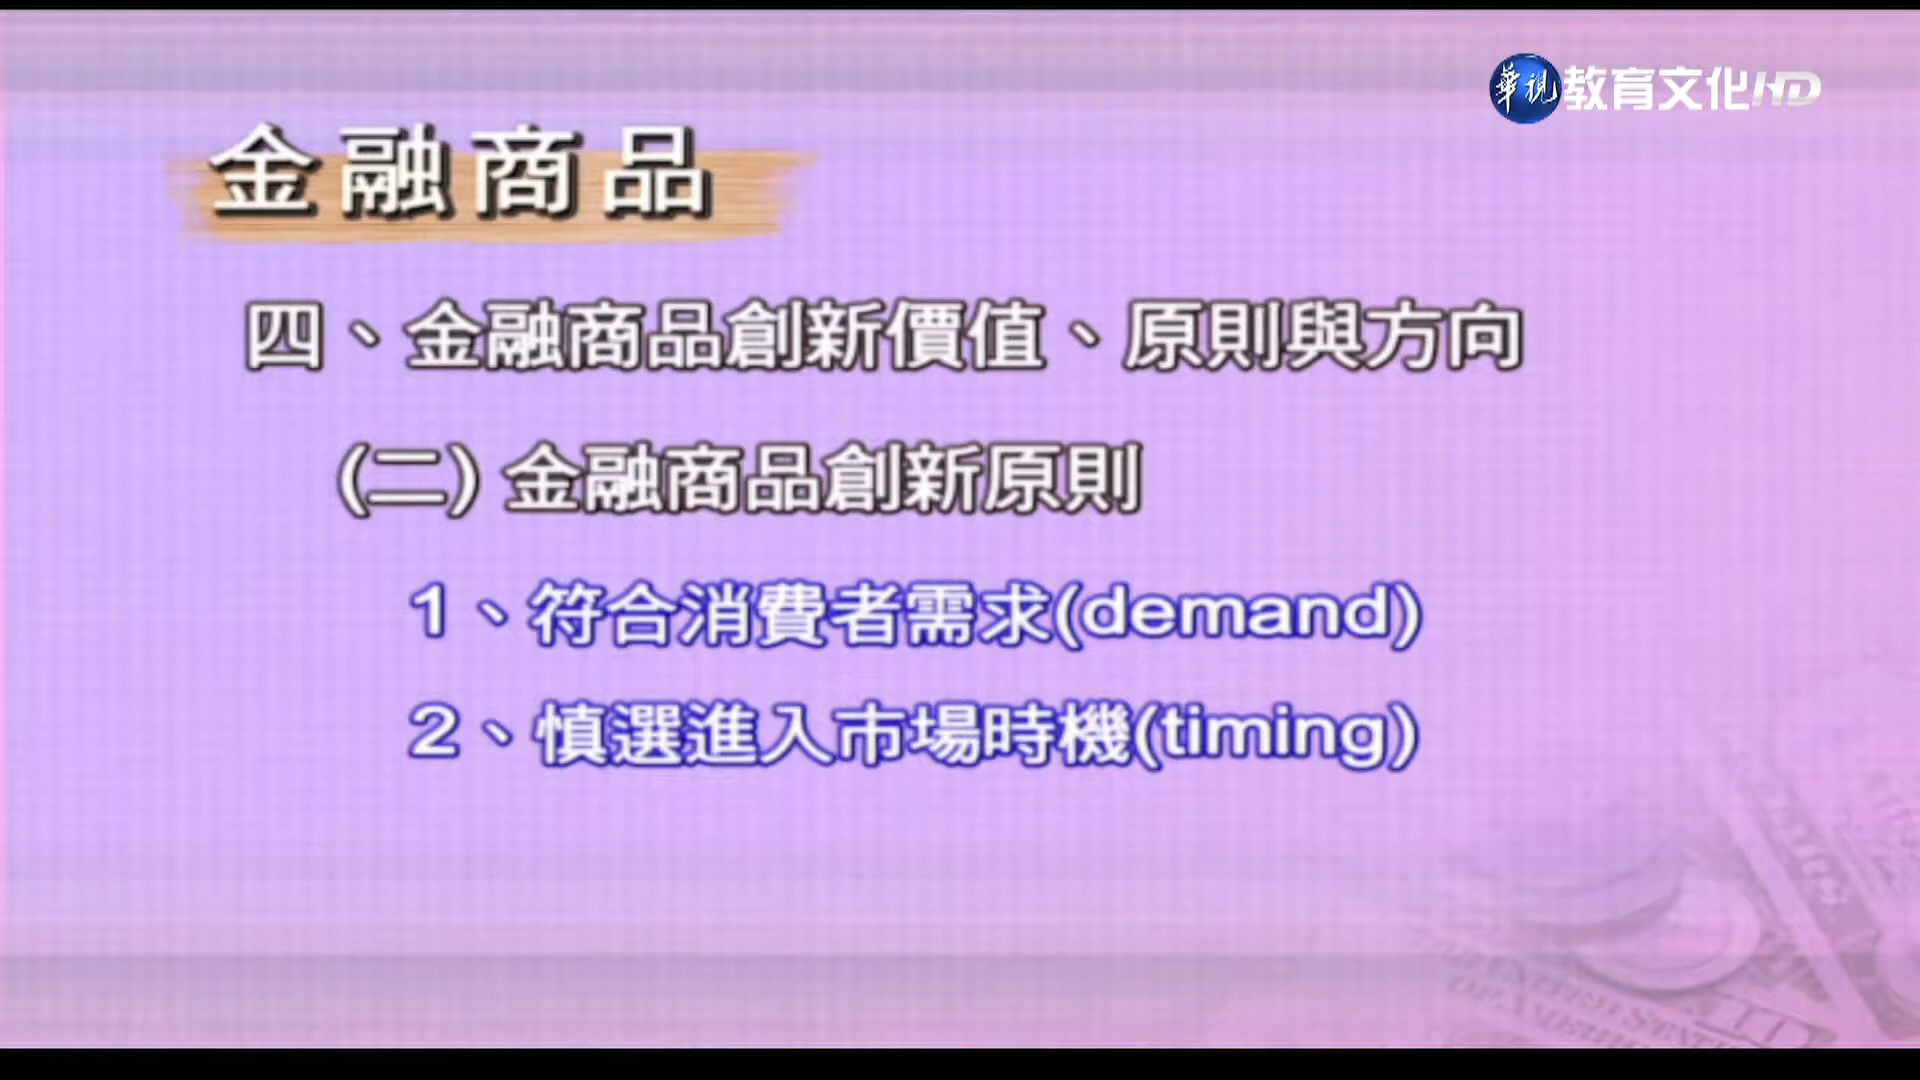 華視教育文化HD
金融商品
四、金融商品創新價值、原則與方向
(二) 金融商品創新原則
1、符合消費者需求(demand)
2、慎選進入市場時機(timing)